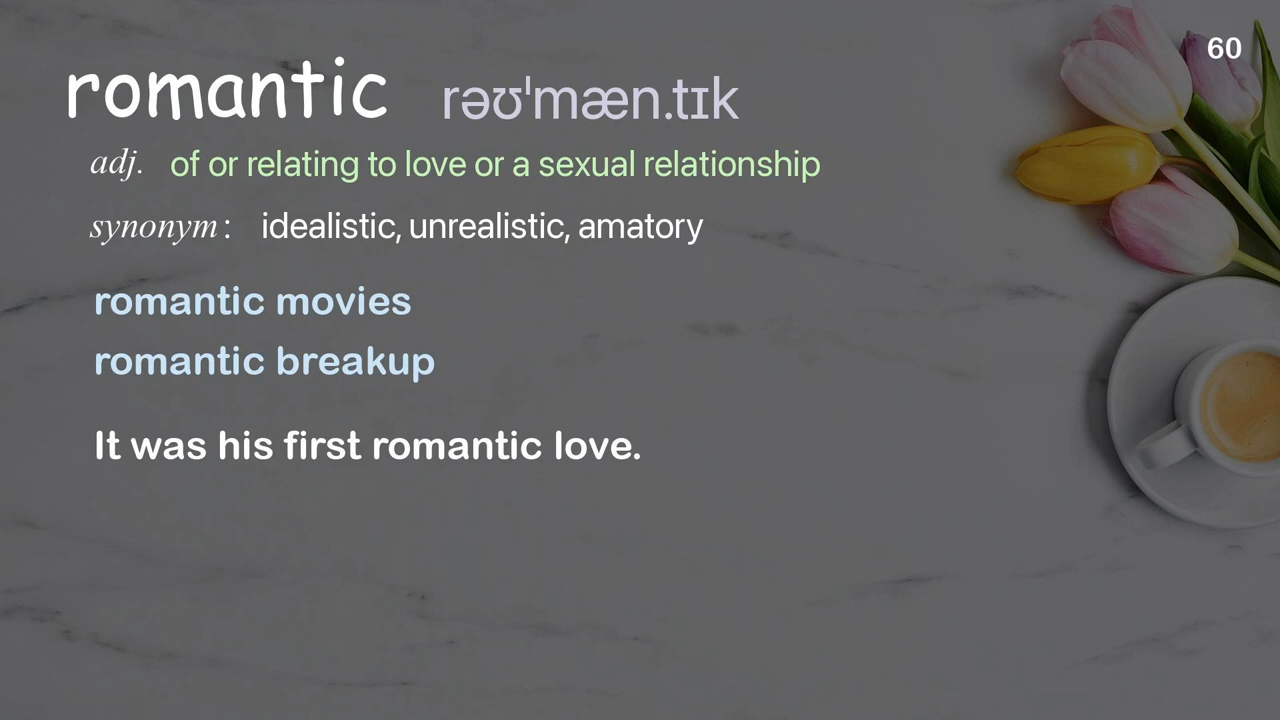 60
romantic rəʊˈmæn.tɪk
adj. of or relating to love or a sexual relationship
synonym : idealistic, unrealistic, amatory
romantic movies
romantic breakup
It was his first romantic love.